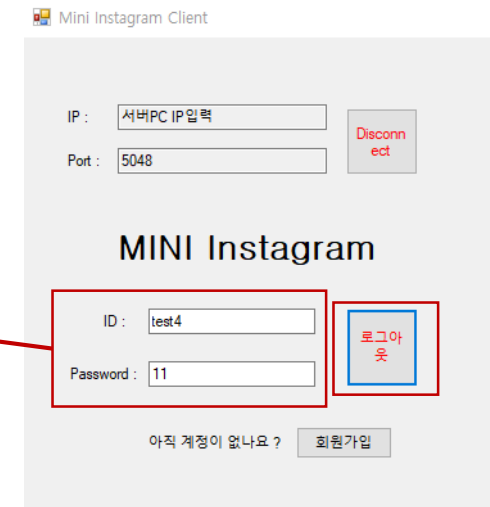 Mini Instagram Client
IP :
서버PC IP입력
Port :
5048
Disconn
ect
MINI Instagram
ID :
test4
Password :
11
로그아
웃
아직 계정이 없나요 ?
회원가입